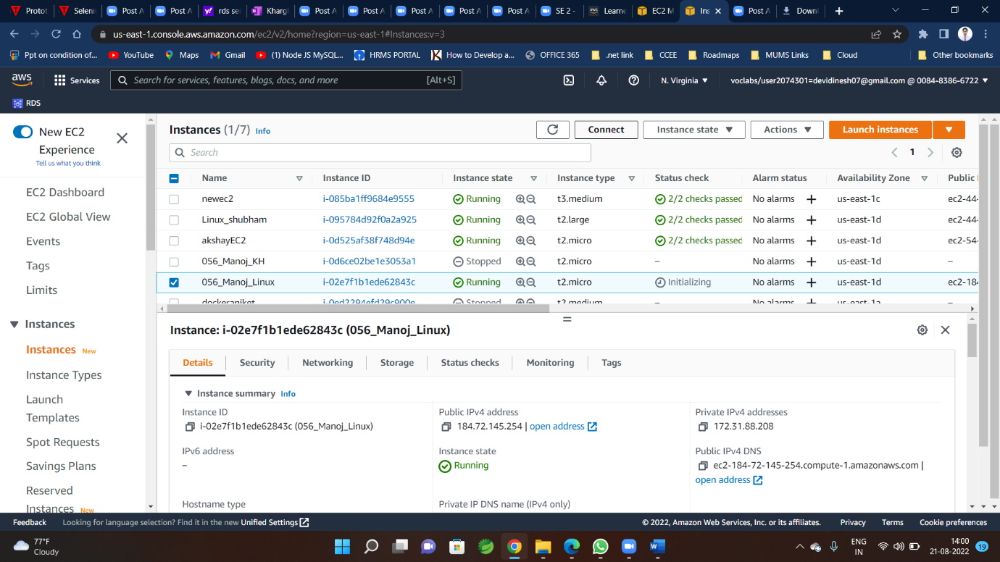 Protot
Selenii
Post A
Post A
rds se
Kharg
Post A
Post A
Post A
Post A
Post A
SE 2 -
Learne
EC2 M
Ins
Post A
Downl
us-east-1.console.aws.amazon.com/ec2/v2/home?region=us-east-1#Instances:v=3
Ppt on condition of...
YouTube
Maps
Gmail
(1) Node JS MySQL...
HRMS PORTAL
How to Develop a...
OFFICE 365
.net link
CCEE
Roadmaps
MUMS Links
Cloud
Other bookmarks
aws
Services
Search for services, features, blogs, docs, and more [Alt+S]
N. Virginia
voclabs/user2074301=devidinesh07@gmail.com @ 0084-8386-6722
RDS
New EC2
Experience
Tell us what you think
EC2 Dashboard
EC2 Global View
Events
Tags
Limits
Instances
Instances New
Instance Types
Launch
Templates
Spot Requests
Savings Plans
Reserved
Instances New
Instances (1/7) Info
Connect
Instance state
Actions
Launch instances
Search
1
Name Instance ID Instance state Instance type Status check Alarm status Availability Zone Public I
newec2 i-085ba1ff9684e9555 Running t3.medium 2/2 checks passed No alarms + us-east-1c ec2-44-
Linux_shubham i-095784d92f0a2a925 Running t2.large 2/2 checks passed No alarms + us-east-1d ec2-44-
akshayEC2 i-0d525af38f748d94e Running t2.micro 2/2 checks passed No alarms + us-east-1d ec2-54-
056_Manoj_KH i-0d6ce02be1e3053a1 Stopped t2.micro – No alarms + us-east-1d –
056_Manoj_Linux i-02e7f1b1ede62843c Running t2.micro Initializing No alarms + us-east-1d ec2-184
dockeraniket i-0ed2294efd29c900e Stopped t2.medium – No alarms + us-east-1a –
Instance: i-02e7f1b1ede62843c (056_Manoj_Linux)
Details Security Networking Storage Status checks Monitoring Tags
Instance summary Info
Instance ID
i-02e7f1b1ede62843c (056_Manoj_Linux)
Public IPv4 address
184.72.145.254 | open address
Private IPv4 addresses
172.31.88.208
IPv6 address
–
Instance state
Running
Public IPv4 DNS
ec2-184-72-145-254.compute-1.amazonaws.com |
open address
Hostname type
Private IP DNS name (IPv4 only)
Feedback
Looking for language selection? Find it in the new Unified Settings
© 2022, Amazon Web Services, Inc. or its affiliates.
Privacy
Terms
Cookie preferences
77°F
Cloudy
ENG
IN
14:00
21-08-2022
19